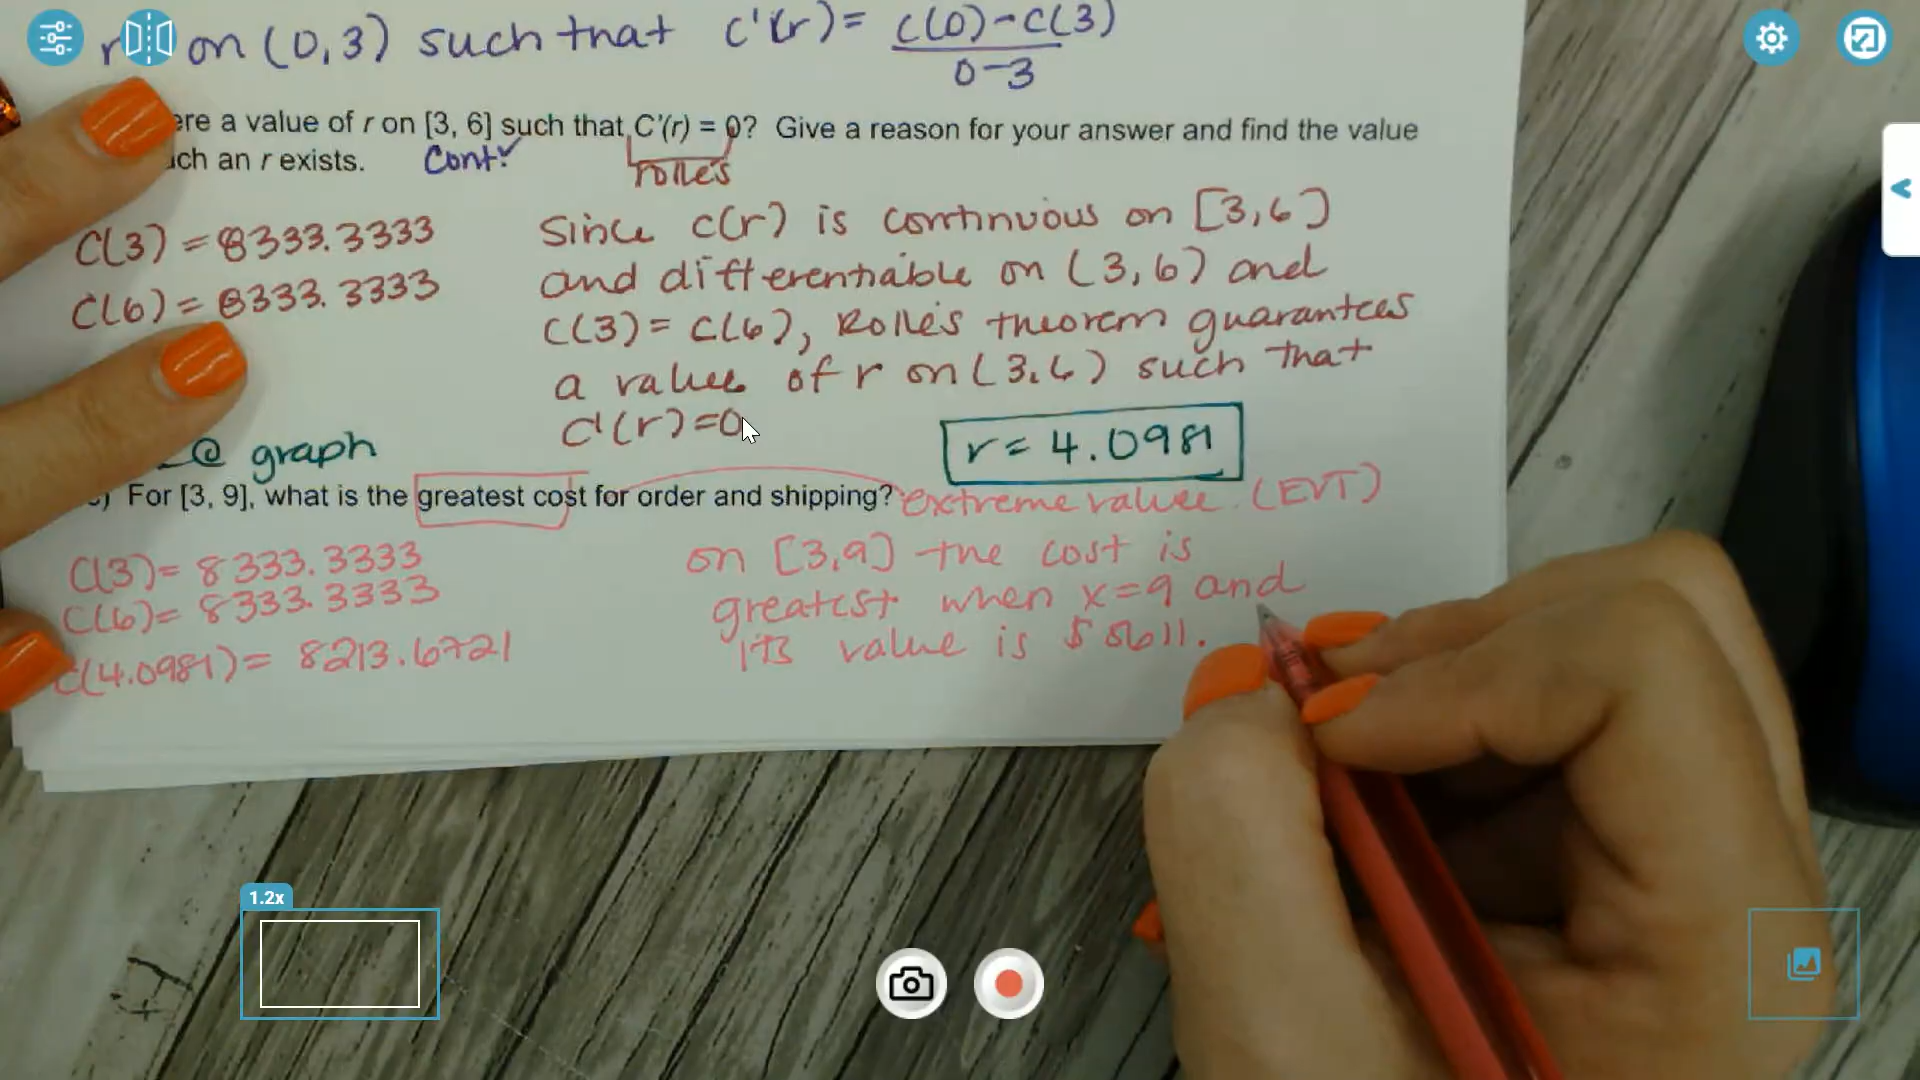 r on (0,3) such that C'(r) = C(0)-C(3)
0-3
ere a value of r on [3, 6] such that C'(r) = 0? Give a reason for your answer and find the value
ch an r exists. Cont.✓ rolle's
C(3) = 8333.3333
C(6) = 8333.3333
Since C(r) is continuous on [3,6]
and differentiable on (3,6) and
C(3) = C(6), Rolle's theorem guarantees
a value of r on (3,6) such that
C'(r)=0
r = 4.0981
@ graph
) For [3, 9], what is the greatest cost for order and shipping? extreme value (EVT)
C(3)= 8333.3333
C(6)= 8333.3333
C(4.0981)= 8213.6721
on [3,9] the cost is
greatest when x=9 and
its value is
1.2x